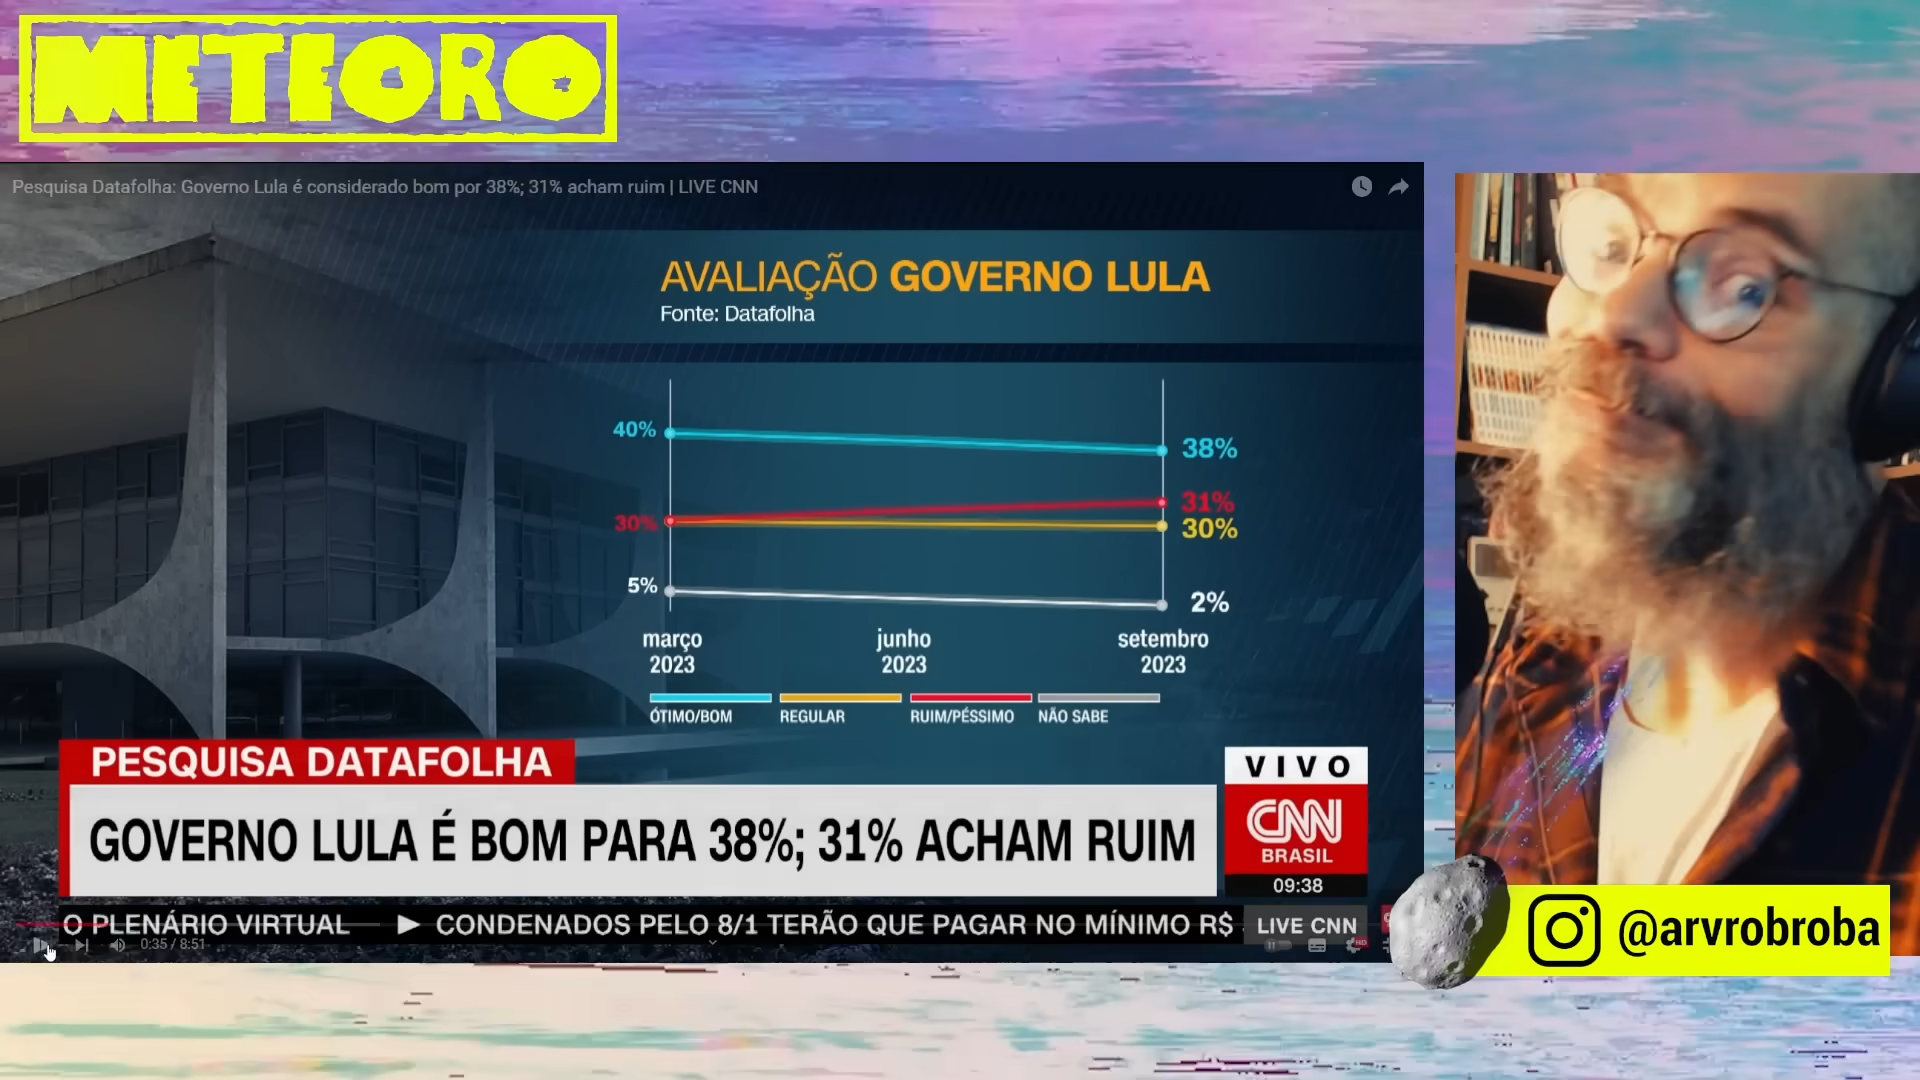 METEORO
Pesquisa Datafolha: Governo Lula é considerado bom por 38%; 31% acham ruim | LIVE CNN
AVALIAÇÃO GOVERNO LULA
Fonte: Datafolha
40%
38%
31%
30%
30%
5%
2%
março
2023
junho
2023
setembro
2023
ÓTIMO/BOM
REGULAR
RUIM/PÉSSIMO
NÃO SABE
PESQUISA DATAFOLHA
GOVERNO LULA É BOM PARA 38%; 31% ACHAM RUIM
VIVO
CNN
BRASIL
09:38
O PLENÁRIO VIRTUAL
CONDENADOS PELO 8/1 TERÃO QUE PAGAR NO MÍNIMO R$
LIVE CNN
0:35 / 8:51
HD
@arvrobroba